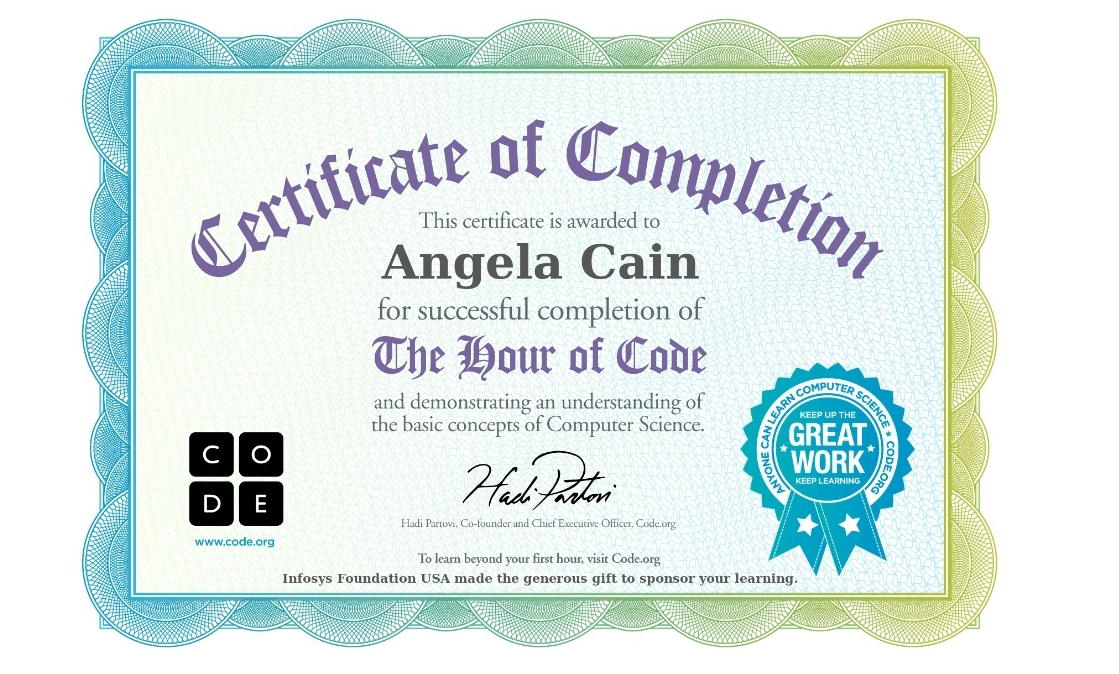 Certificate of Completion
This certificate is awarded to
Angela Cain
for successful completion of
The Hour of Code
and demonstrating an understanding of
the basic concepts of Computer Science.
C O
D E
www.code.org
Hadi Partovi
Hadi Partovi, Co-founder and Chief Executive Officer, Code.org
ANYONE CAN LEARN COMPUTER SCIENCE ★ CODE.ORG
KEEP UP THE
GREAT
WORK
KEEP LEARNING
To learn beyond your first hour, visit Code.org
Infosys Foundation USA made the generous gift to sponsor your learning.